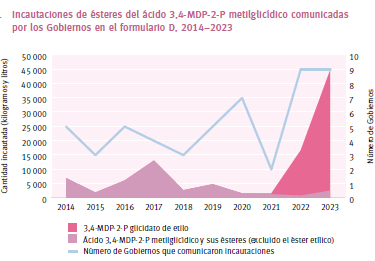 Incautaciones de ésteres del ácido 3,4-MDP-2-P metilglicídico comunicadas
por los Gobiernos en el formulario D, 2014–2023
Cantidad incautada (kilogramos y litros)
50 000
45 000
40 000
35 000
30 000
25 000
20 000
15 000
10 000
5 000
0
10
9
8
7
6
5
4
3
2
1
0
Número de Gobiernos
2014 2015 2016 2017 2018 2019 2020 2021 2022 2023
3,4-MDP-2-P glicidato de etilo
Ácido 3,4-MDP-2-P metilglicídico y sus ésteres (excluido el éster etílico)
Número de Gobiernos que comunicaron incautaciones